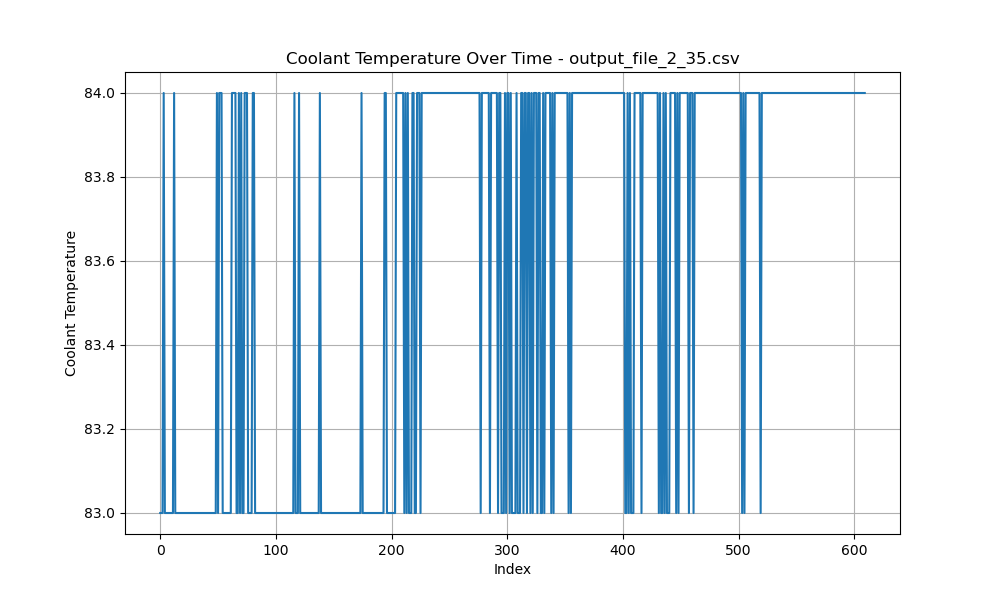 Coolant Temperature Over Time - output_file_2_35.csv
Coolant Temperature
84.0
83.8
83.6
83.4
83.2
83.0
0 100 200 300 400 500 600
Index